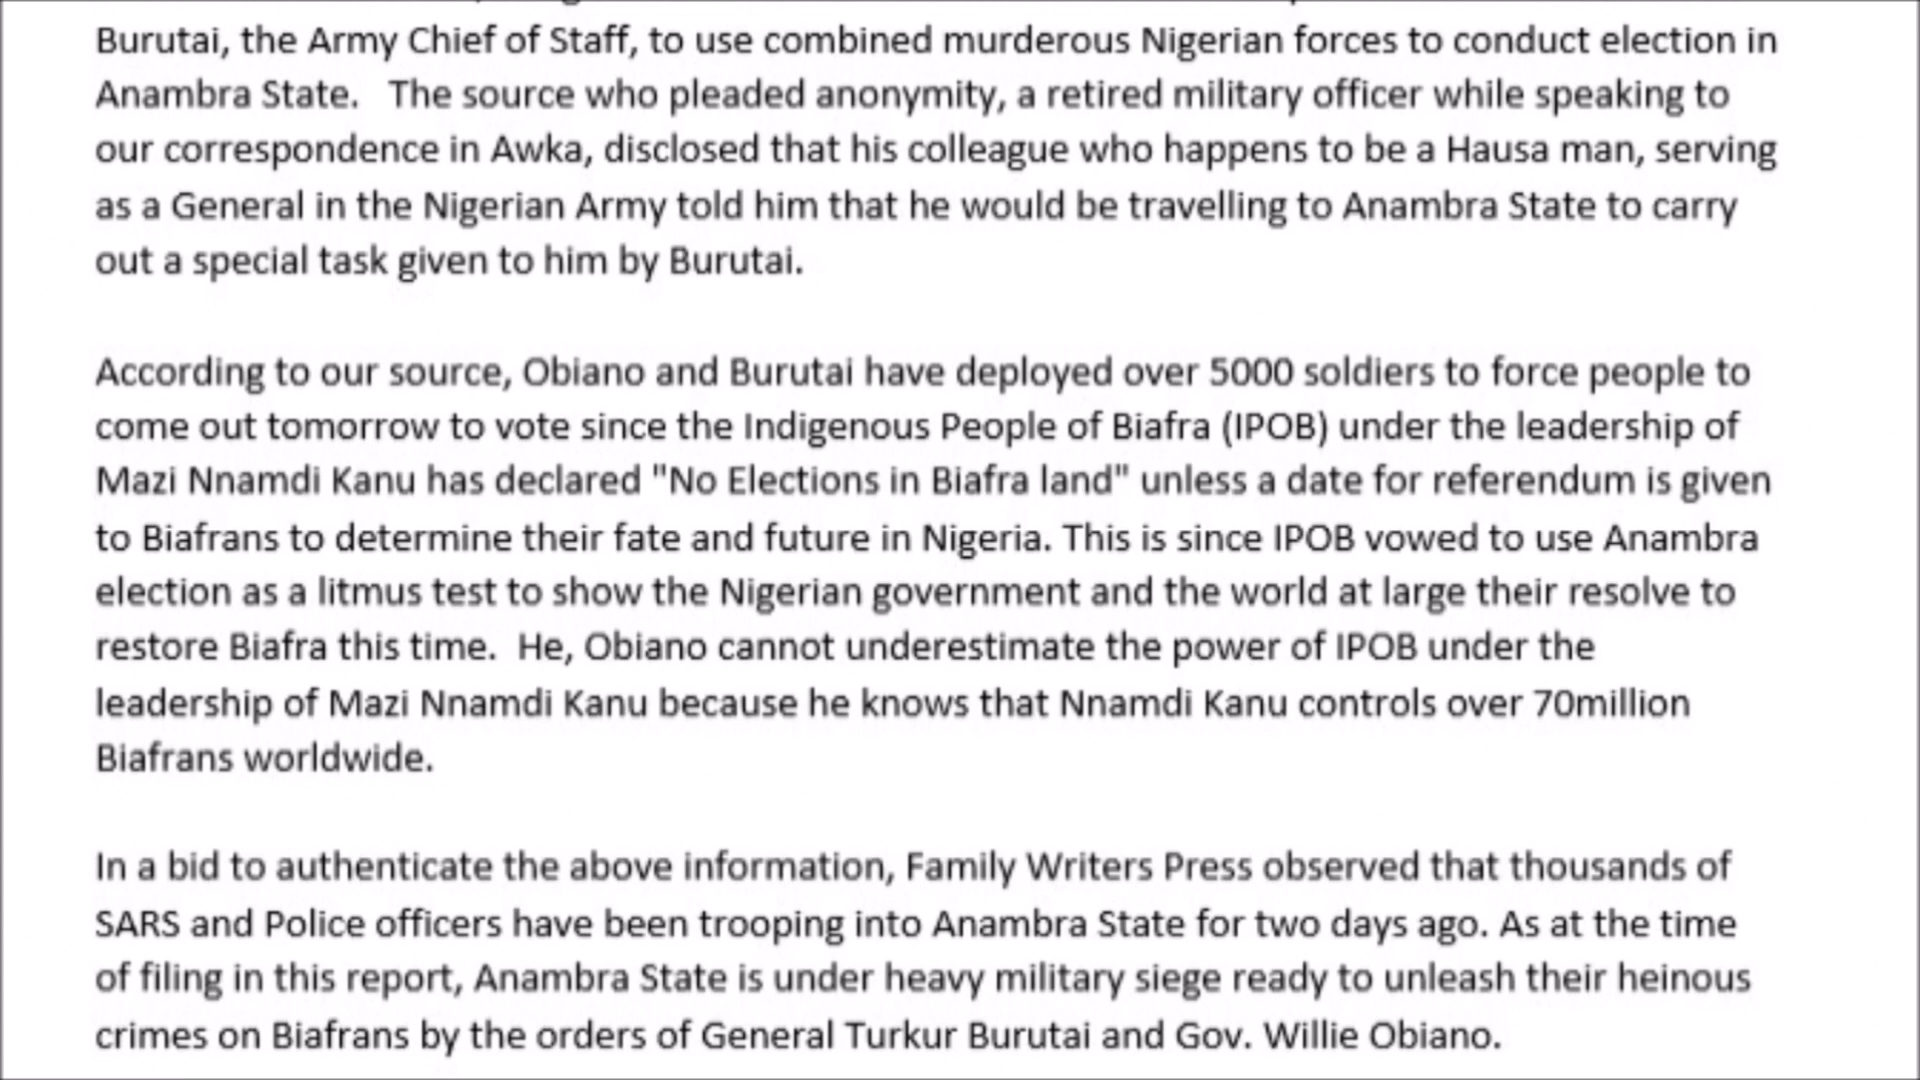 Burutai, the Army Chief of Staff, to use combined murderous Nigerian forces to conduct election in
Anambra State.   The source who pleaded anonymity, a retired military officer while speaking to
our correspondence in Awka, disclosed that his colleague who happens to be a Hausa man, serving
as a General in the Nigerian Army told him that he would be travelling to Anambra State to carry
out a special task given to him by Burutai.
According to our source, Obiano and Burutai have deployed over 5000 soldiers to force people to
come out tomorrow to vote since the Indigenous People of Biafra (IPOB) under the leadership of
Mazi Nnamdi Kanu has declared "No Elections in Biafra land" unless a date for referendum is given
to Biafrans to determine their fate and future in Nigeria. This is since IPOB vowed to use Anambra
election as a litmus test to show the Nigerian government and the world at large their resolve to
restore Biafra this time.  He, Obiano cannot underestimate the power of IPOB under the
leadership of Mazi Nnamdi Kanu because he knows that Nnamdi Kanu controls over 70million
Biafrans worldwide.
In a bid to authenticate the above information, Family Writers Press observed that thousands of
SARS and Police officers have been trooping into Anambra State for two days ago. As at the time
of filing in this report, Anambra State is under heavy military siege ready to unleash their heinous
crimes on Biafrans by the orders of General Turkur Burutai and Gov. Willie Obiano.